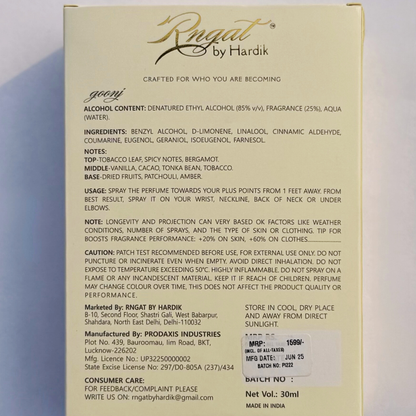 Rngat™
by Hardik
CRAFTED FOR WHO YOU ARE BECOMING
goonj
ALCOHOL CONTENT: DENATURED ETHYL ALCOHOL (85% v/v), FRAGRANCE (25%), AQUA
(WATER).
INGREDIENTS: BENZYL ALCOHOL, D-LIMONENE, LINALOOL, CINNAMIC ALDEHYDE,
COUMARINE, EUGENOL, GERANIOL, ISOEUGENOL, FARNESOL.
NOTES:
TOP-TOBACCO LEAF, SPICY NOTES, BERGAMOT.
MIDDLE-VANILLA, CACAO, TONKA BEAN, TOBACCO.
BASE-DRIED FRUITS, PATCHOULI, AMBER.
USAGE: SPRAY THE PERFUME TOWARDS YOUR PLUS POINTS FROM 1 FEET AWAY. FROM
BEST RESULT, SPRAY IT ON YOUR WRIST, NECKLINE, BACK OF NECK OR UNDER
ELBOWS.
NOTE: LONGEVITY AND PROJECTION CAN VERY BASED OK FACTORS LIKE WEATHER
CONDITIONS, NUMBER OF SPRAYS, AND THE TYPE OF SKIN OR CLOTHING. TIP FOR
BOOSTS FRAGRANCE PERFORMANCE: +20% ON SKIN, +60% ON CLOTHES.
CAUTION: PATCH TEST RECOMMENDED BEFORE USE, FOR EXTERNAL USE ONLY. DO NOT
PUNCTURE OR INCINERATE EVEN WHEN EMPTY. AVOID DIRECT INHALATION. DO NOT
EXPOSE TO TEMPERATURE EXCEEDING 50°C. HIGHLY INFLAMMABLE. DO NOT SPRAY ON A
FLAME OR ANY INCANDESCENT MATERIAL. KEEP IT IF REACH OF CHILDREN. PERFUME
MAY CHANGE COLOUR OVER TIME, THIS DOES NOT AFFECT THE PRODUCT QUALITY OR
PERFORMANCE.
Marketed By: RNGAT BY HARDIK
B-10, Second Floor, Shastri Gali, West Babarpur,
Shahdara, North East Delhi, Delhi-110032
Manufactured By: PRODAXIS INDUSTRIES
Plot No. 439, Bauromau, lim Road, BKT,
Lucknow-226202
Mfg. Licence No.: UP32250000002
State Excise License No.: 297/D0-805A (237)/434
CONSUMER CARE:
FOR FEEDBACK/COMPLAINT PLEASE
WRITE US ON: rngatbyhardik@gmail.com
STORE IN COOL, DRY PLACE
AND AWAY FROM DIRECT
SUNLIGHT.
MRP: 1599/-
(INCL. OF ALL-TAXES)
MFG DATE: JUN 25
BATCH NO: PI222
BATCH NO :
Net Vol.: 30ml
MADE IN INDIA